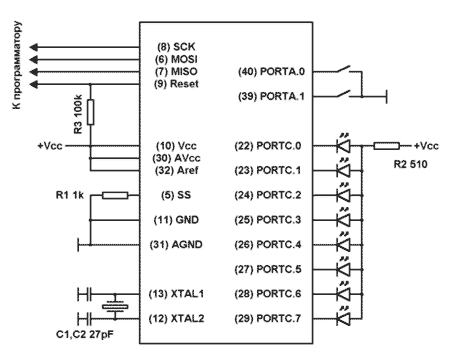 К программатору
(8) SCK
(6) MOSI
(7) MISO
(9) Reset
R3 100k
+Vcc
(10) Vcc
(30) AVcc
(32) Aref
R1 1k
(5) SS
(11) GND
(31) AGND
(13) XTAL1
(12) XTAL2
C1,C2 27pF
(40) PORTA.0
(39) PORTA.1
(22) PORTC.0
(23) PORTC.1
(24) PORTC.2
(25) PORTC.3
(26) PORTC.4
(27) PORTC.5
(28) PORTC.6
(29) PORTC.7
+Vcc
R2 510